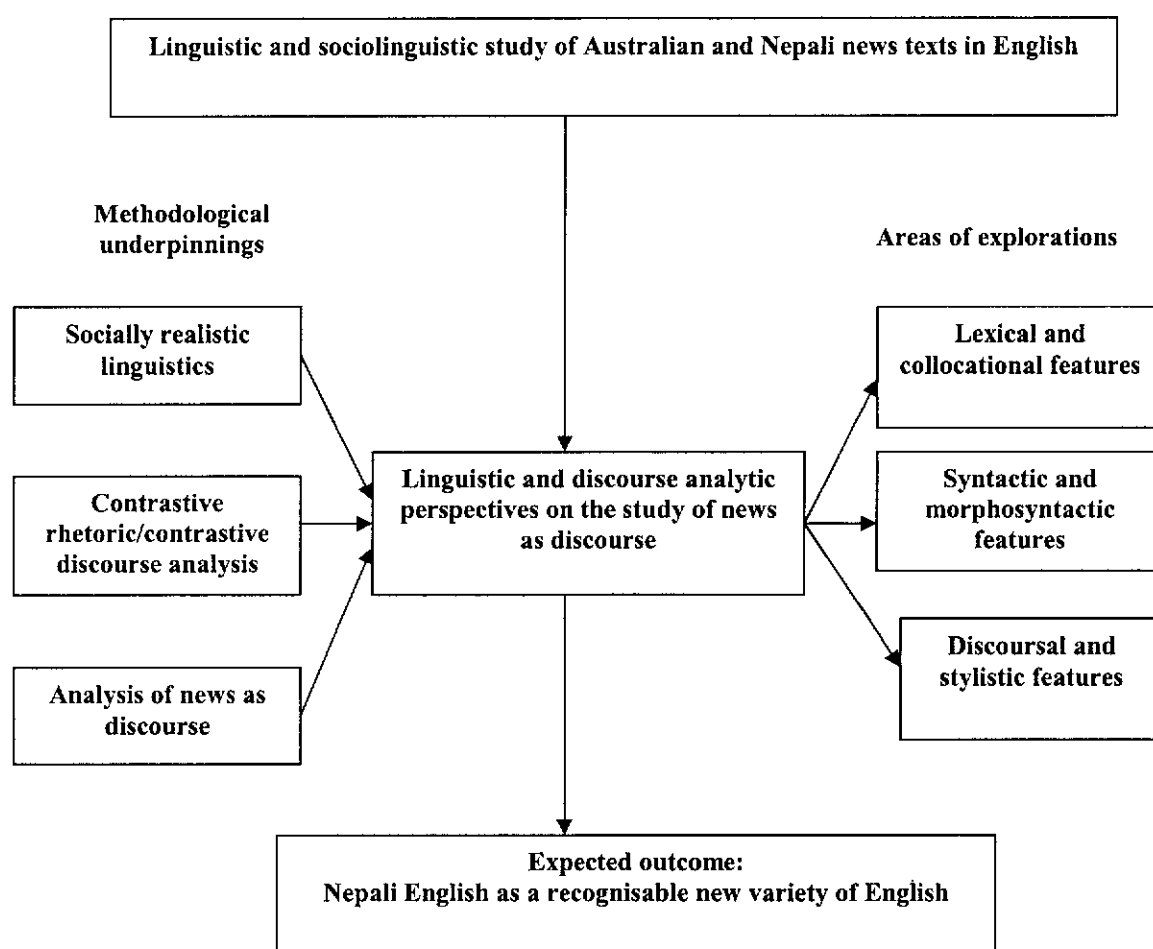 Linguistic and sociolinguistic study of Australian and Nepali news texts in English
Methodological
underpinnings
Areas of explorations
Socially realistic
linguistics
Lexical and
collocational features
Contrastive
rhetoric/contrastive
discourse analysis
Linguistic and discourse analytic
perspectives on the study of news
as discourse
Syntactic and
morphosyntactic
features
Analysis of news as
discourse
Discoursal and
stylistic features
Expected outcome:
Nepali English as a recognisable new variety of English